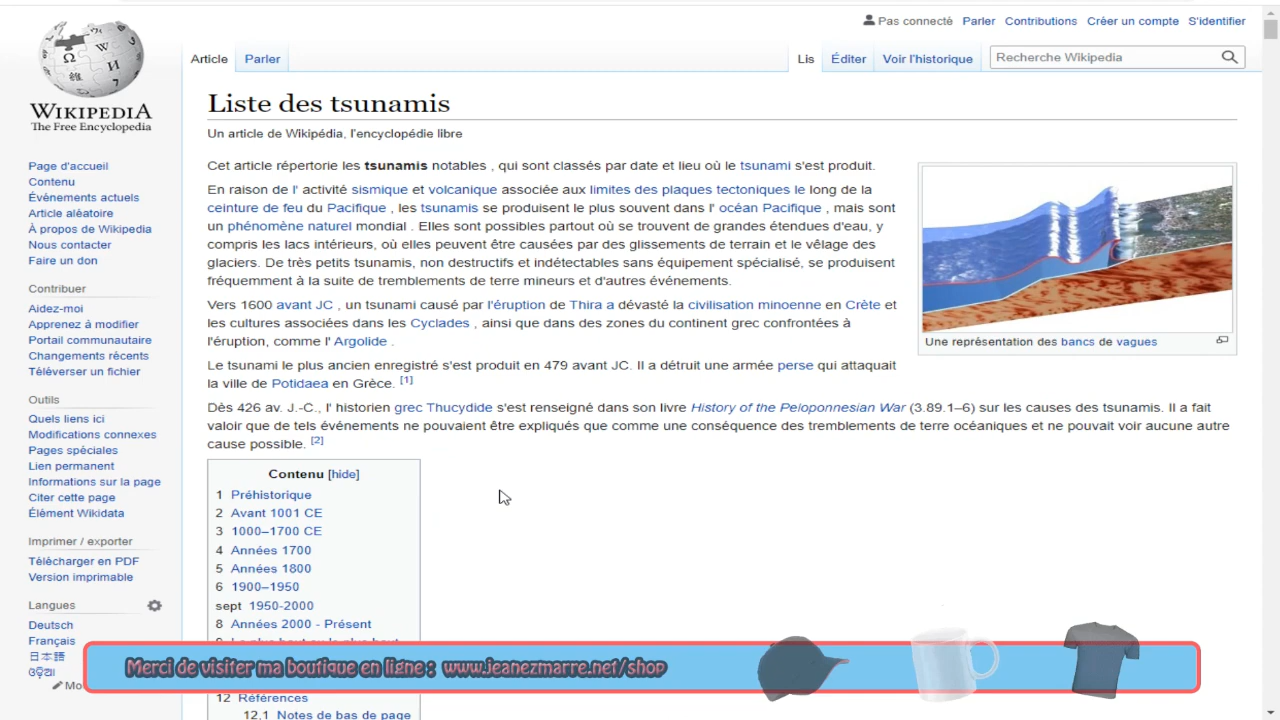 Pas connecté Parler Contributions Créer un compte S'identifier
Article Parler Lis Éditer Voir l'historique Recherche Wikipedia
WIKIPEDIA
The Free Encyclopedia
Page d'accueil
Contenu
Événements actuels
Article aléatoire
À propos de Wikipédia
Nous contacter
Faire un don
Contribuer
Aidez-moi
Apprenez à modifier
Portail communautaire
Changements récents
Téléverser un fichier
Outils
Quels liens ici
Modifications connexes
Pages spéciales
Lien permanent
Informations sur la page
Citer cette page
Élément Wikidata
Imprimer / exporter
Télécharger en PDF
Version imprimable
Langues
Deutsch
Français
日本語
ଓଡ଼ିଆ
Liste des tsunamis
Un article de Wikipédia, l'encyclopédie libre
Cet article répertorie les tsunamis notables , qui sont classés par date et lieu où le tsunami s'est produit.
En raison de l' activité sismique et volcanique associée aux limites des plaques tectoniques le long de la
ceinture de feu du Pacifique , les tsunamis se produisent le plus souvent dans l' océan Pacifique , mais sont
un phénomène naturel mondial . Elles sont possibles partout où se trouvent de grandes étendues d'eau, y
compris les lacs intérieurs, où elles peuvent être causées par des glissements de terrain et le vêlage des
glaciers. De très petits tsunamis, non destructifs et indétectables sans équipement spécialisé, se produisent
fréquemment à la suite de tremblements de terre mineurs et d'autres événements.
Vers 1600 avant JC , un tsunami causé par l'éruption de Thira a dévasté la civilisation minoenne en Crète et
les cultures associées dans les Cyclades , ainsi que dans des zones du continent grec confrontées à
l'éruption, comme l' Argolide .
Le tsunami le plus ancien enregistré s'est produit en 479 avant JC. Il a détruit une armée perse qui attaquait
la ville de Potidaea en Grèce. [1]
Dès 426 av. J.-C., l' historien grec Thucydide s'est renseigné dans son livre History of the Peloponnesian War (3.89.1–6) sur les causes des tsunamis. Il a fait
valoir que de tels événements ne pouvaient être expliqués que comme une conséquence des tremblements de terre océaniques et ne pouvait voir aucune autre
cause possible. [2]
Une représentation des bancs de vagues
Contenu [hide]
1 Préhistorique
2 Avant 1001 CE
3 1000–1700 CE
4 Années 1700
5 Années 1800
6 1900–1950
sept 1950-2000
8 Années 2000 - Présent
Merci de visiter ma boutique en ligne : www.jeanezmarre.net/shop
12 Références
12.1 Notes de bas de page